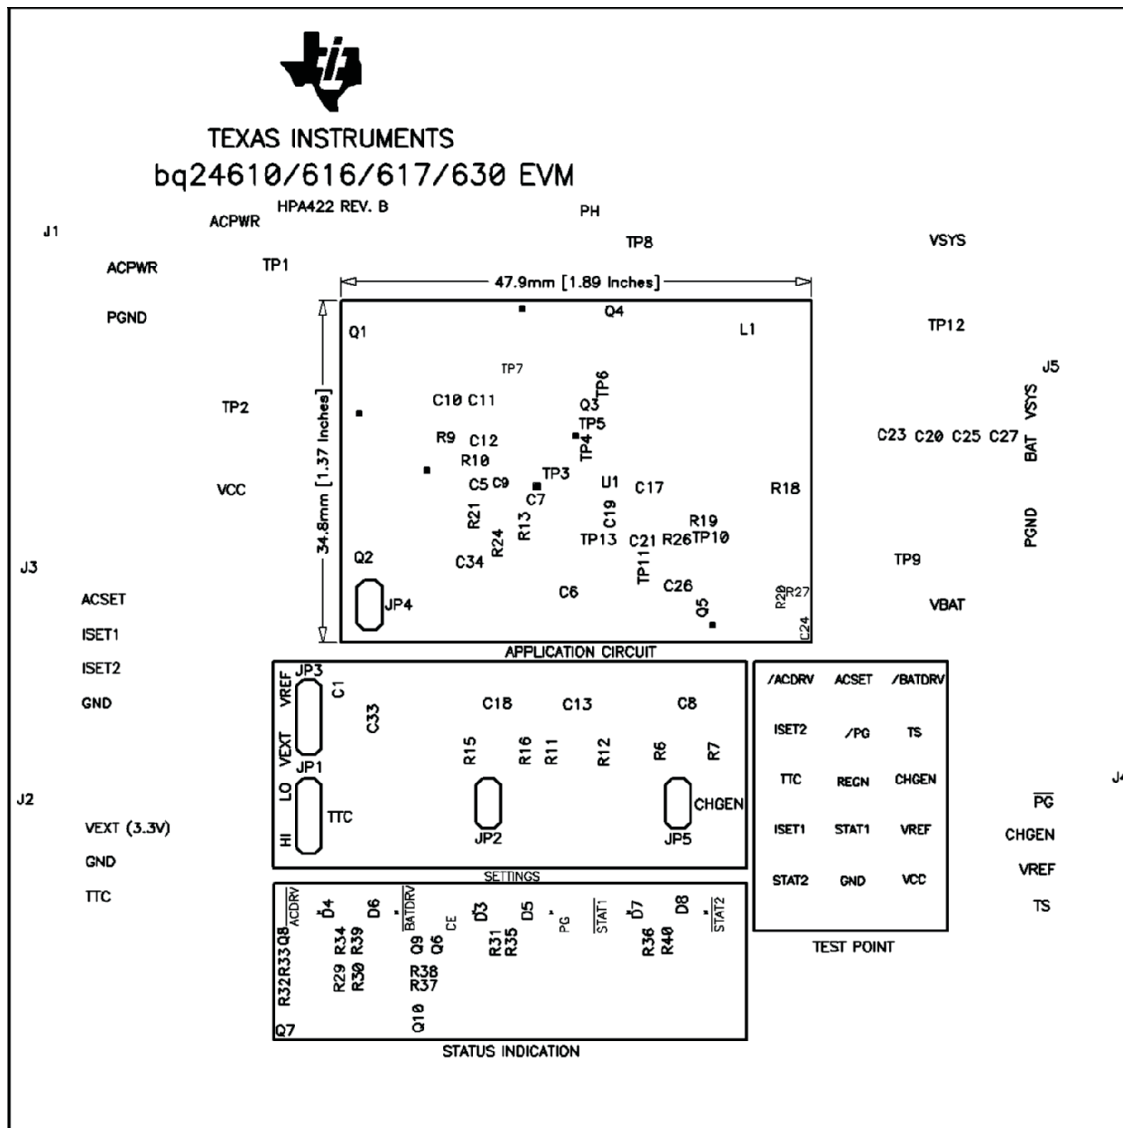 TEXAS INSTRUMENTS
bq24610/616/617/630 EVM
HPA422 REV. B
J1
ACPWR
ACPWR
TP1
PGND
TP2
VCC
PH
TP8
VSYS
TP12
J5
VSYS
BAT
PGND
C23 C20 C25 C27
TP9
VBAT
47.9mm [1.89 Inches]
34.8mm [1.37 Inches]
Q1
Q4
L1
TP7
TP6
C10 C11
Q3
TP5
R9
C12
TP4
R10
TP3
C5 C9
U1
C17
R18
C7
R21
R13
C19
R19
R24
TP13
C21 R26 TP10
C34
TP11
Q2
C6
C26
R20 R27
JP4
Q5
C24
APPLICATION CIRCUIT
J3
ACSET
ISET1
ISET2
GND
J2
VEXT (3.3V)
GND
TTC
VREF
JP3
C1
C33
C18
C13
C8
VEXT
R15
R16
R11
R12
R6
R7
JP1
LO
TTC
HI
JP2
JP5
CHGEN
SETTINGS
ACDRV
D4
D6
BATDRV
CE
D3
D5
PG
STAT1
D7
D8
STAT2
Q8
R34
R39
Q9
Q6
R31
R35
R36
R40
R32
R33
R29
R30
R38
R37
Q7
Q10
STATUS INDICATION
/ACDRV ACSET /BATDRV
ISET2 /PG TS
TTC REGN CHGEN
ISET1 STAT1 VREF
STAT2 GND VCC
TEST POINT
J4
PG
CHGEN
VREF
TS